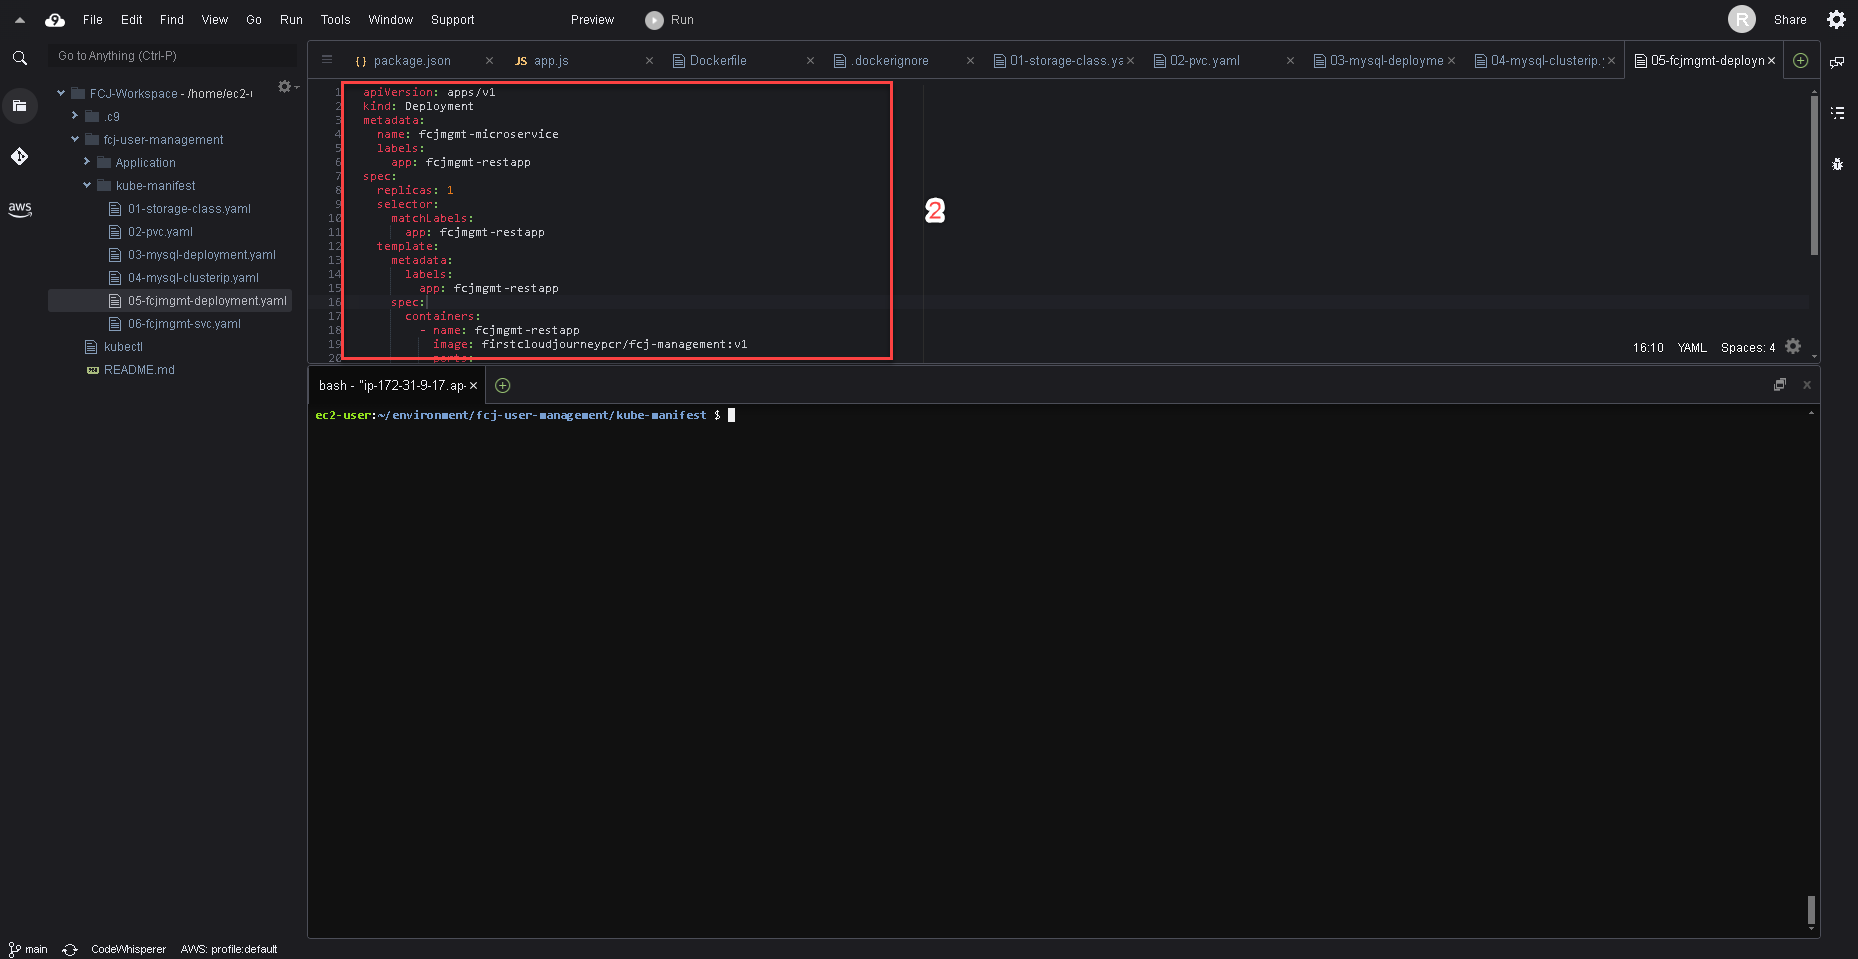 File Edit Find View Go Run Tools Window Support Preview Run R Share
Go to Anything (Ctrl-P)
package.json app.js Dockerfile .dockerignore 01-storage-class.ya 02-pvc.yaml 03-mysql-deployme 04-mysql-clusterip.y 05-fcjmgmt-deployn
FCJ-Workspace - /home/ec2-u
.c9
fcj-user-management
Application
kube-manifest
01-storage-class.yaml
02-pvc.yaml
03-mysql-deployment.yaml
04-mysql-clusterip.yaml
05-fcjmgmt-deployment.yaml
06-fcjmgmt-svc.yaml
kubectl
README.md
aws
1 apiVersion: apps/v1
2 kind: Deployment
3 metadata:
4 name: fcjmgmt-microservice
5 labels:
6 app: fcjmgmt-restapp
7 spec:
8 replicas: 1
9 selector:
10 matchLabels:
11 app: fcjmgmt-restapp
12 template:
13 metadata:
14 labels:
15 app: fcjmgmt-restapp
16 spec:
17 containers:
18 - name: fcjmgmt-restapp
19 image: firstcloudjourneypcr/fcj-management:v1
20 ports:
2
16:10 YAML Spaces: 4
bash - "ip-172-31-9-17.ap-
ec2-user:~/environment/fcj-user-management/kube-manifest $
main CodeWhisperer AWS: profile:default